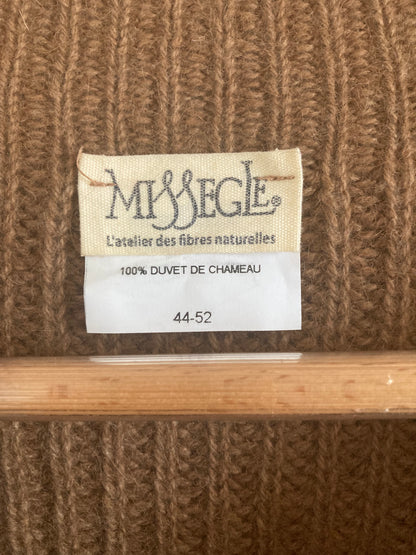 MISSEGLE®
L'atelier des fibres naturelles
100% DUVET DE CHAMEAU
44-52